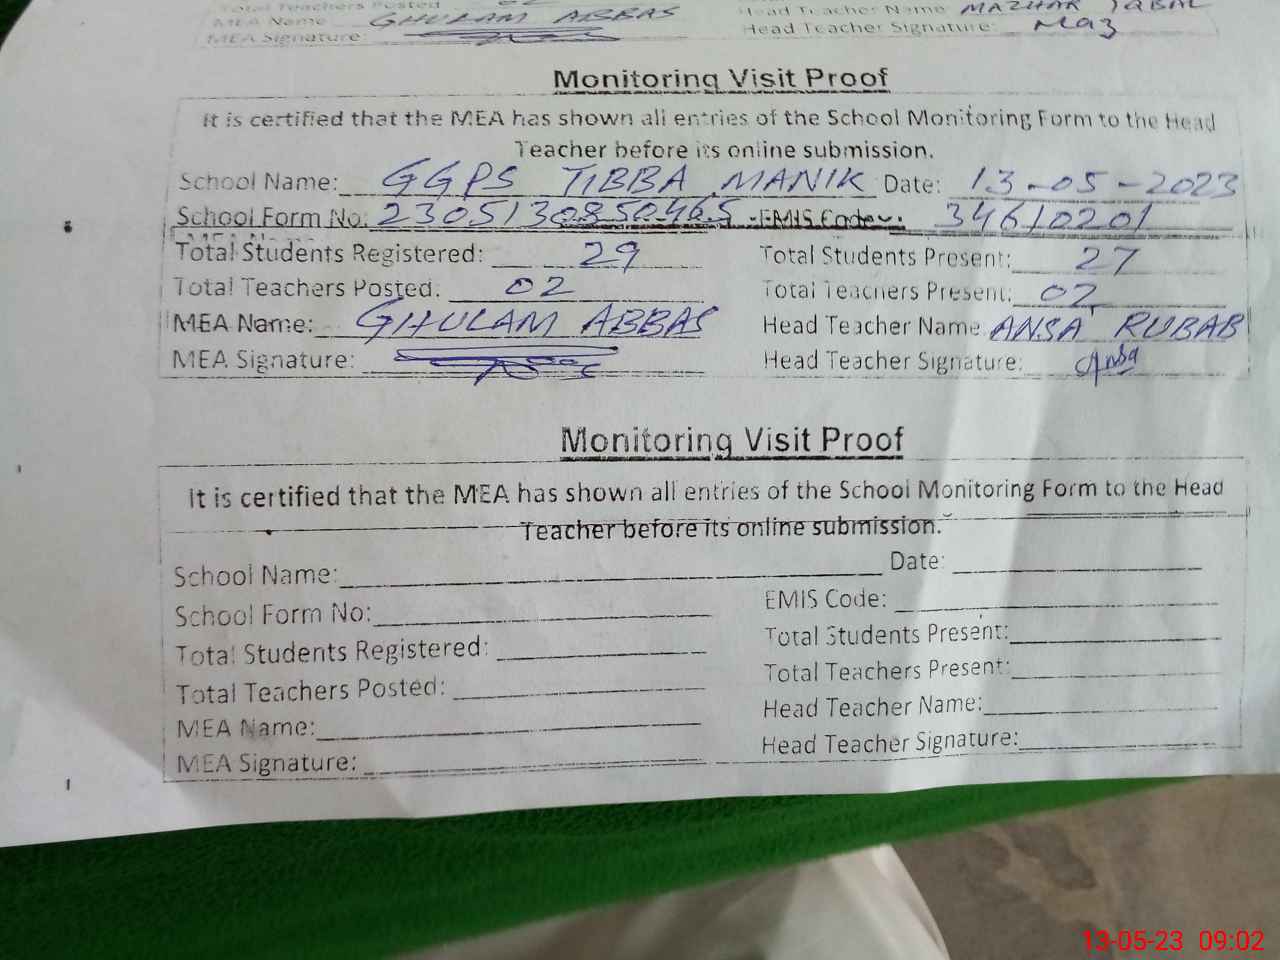 Total Teachers Posted
MEA Name GHULAM ABBAS Head Teacher Name MAZHAR IQBAL
MEA Signature: Head Teacher Signature: Maz
Monitoring Visit Proof
It is certified that the MEA has shown all entries of the School Monitoring Form to the Head
Teacher before its online submission.
School Name: GGPS TIBBA MANIK Date: 13-05-2023
School Form No: 2305130850465 EMIS Code: 34610201
Total Students Registered: 29 Total Students Present: 27
Total Teachers Posted: 02 Total Teachers Present: 02
MEA Name: GHULAM ABBAS Head Teacher Name ANSA RUBAB
MEA Signature: Head Teacher Signature: Ansa
Monitoring Visit Proof
It is certified that the MEA has shown all entries of the School Monitoring Form to the Head
Teacher before its online submission.
School Name: Date:
School Form No: EMIS Code:
Total Students Registered: Total Students Present:
Total Teachers Posted: Total Teachers Present:
MEA Name: Head Teacher Name:
MEA Signature: Head Teacher Signature:
13-05-23 09:02